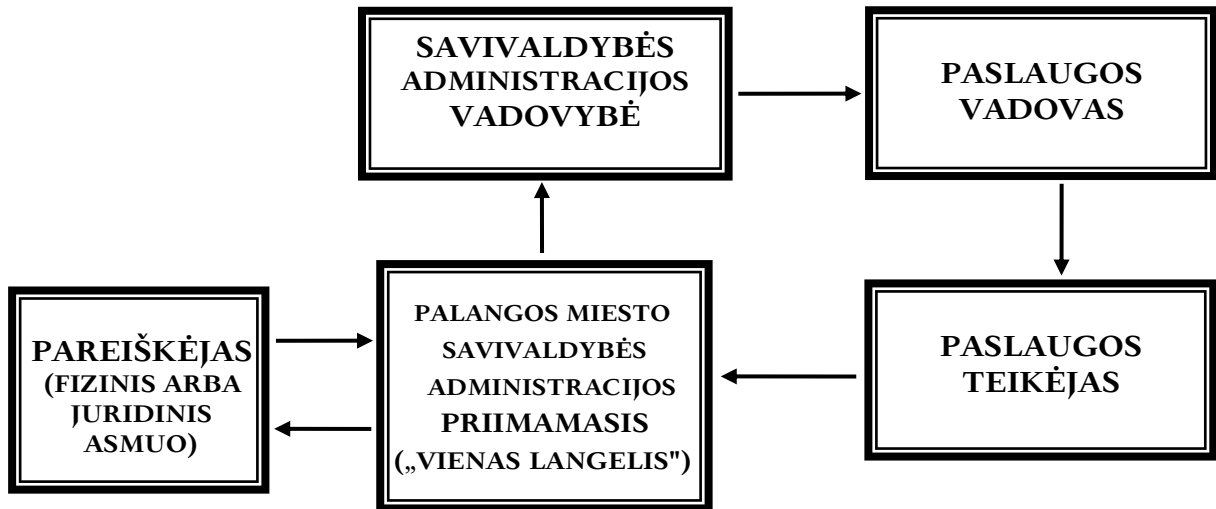 SAVIVALDYBĖS
ADMINISTRACIJOS
VADOVYBĖ
PASLAUGOS
VADOVAS
PAREIŠKĖJAS
(FIZINIS ARBA
JURIDINIS
ASMUO)
PALANGOS MIESTO
SAVIVALDYBĖS
ADMINISTRACIJOS
PRIIMAMASIS
(„VIENAS LANGELIS")
PASLAUGOS
TEIKĖJAS